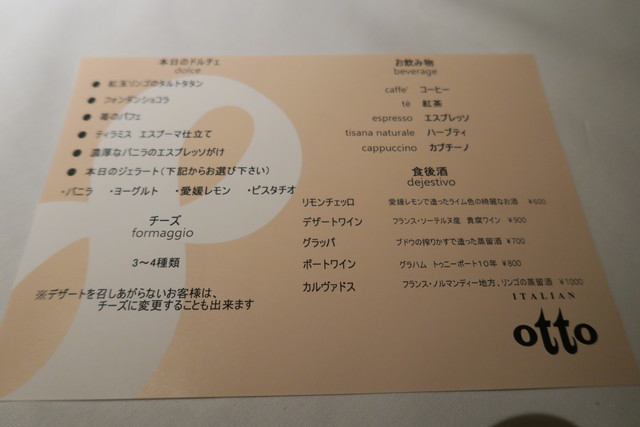 本日のドルチェ
dolce
● 紅玉リンゴのタルトタタン
● フォンダンショコラ
● 苺のパフェ
● ティラミス エスプーマ仕立て
● 濃厚なバニラのエスプレッソがけ
● 本日のジェラート(下記からお選び下さい)
・バニラ ・ヨーグルト ・愛媛レモン ・ピスタチオ
チーズ
formaggio
3〜4種類
※デザートを召しあがらないお客様は、
チーズに変更することも出来ます
お飲み物
beverage
caffe' コーヒー
tè 紅茶
espresso エスプレッソ
tisana naturale ハーブティ
cappuccino カプチーノ
食後酒
dejestivo
リモンチェッロ 愛媛レモンで造ったライム色の綺麗なお酒 ¥600
デザートワイン フランス・ソーテルヌ産 貴腐ワイン ¥900
グラッパ ブドウの搾りかすで造った蒸留酒 ¥700
ポートワイン グラハム トゥニーポート10年 ¥800
カルヴァドス フランス・ノルマンディー地方、リンゴの蒸留酒 ¥1000
ITALIAN
otto